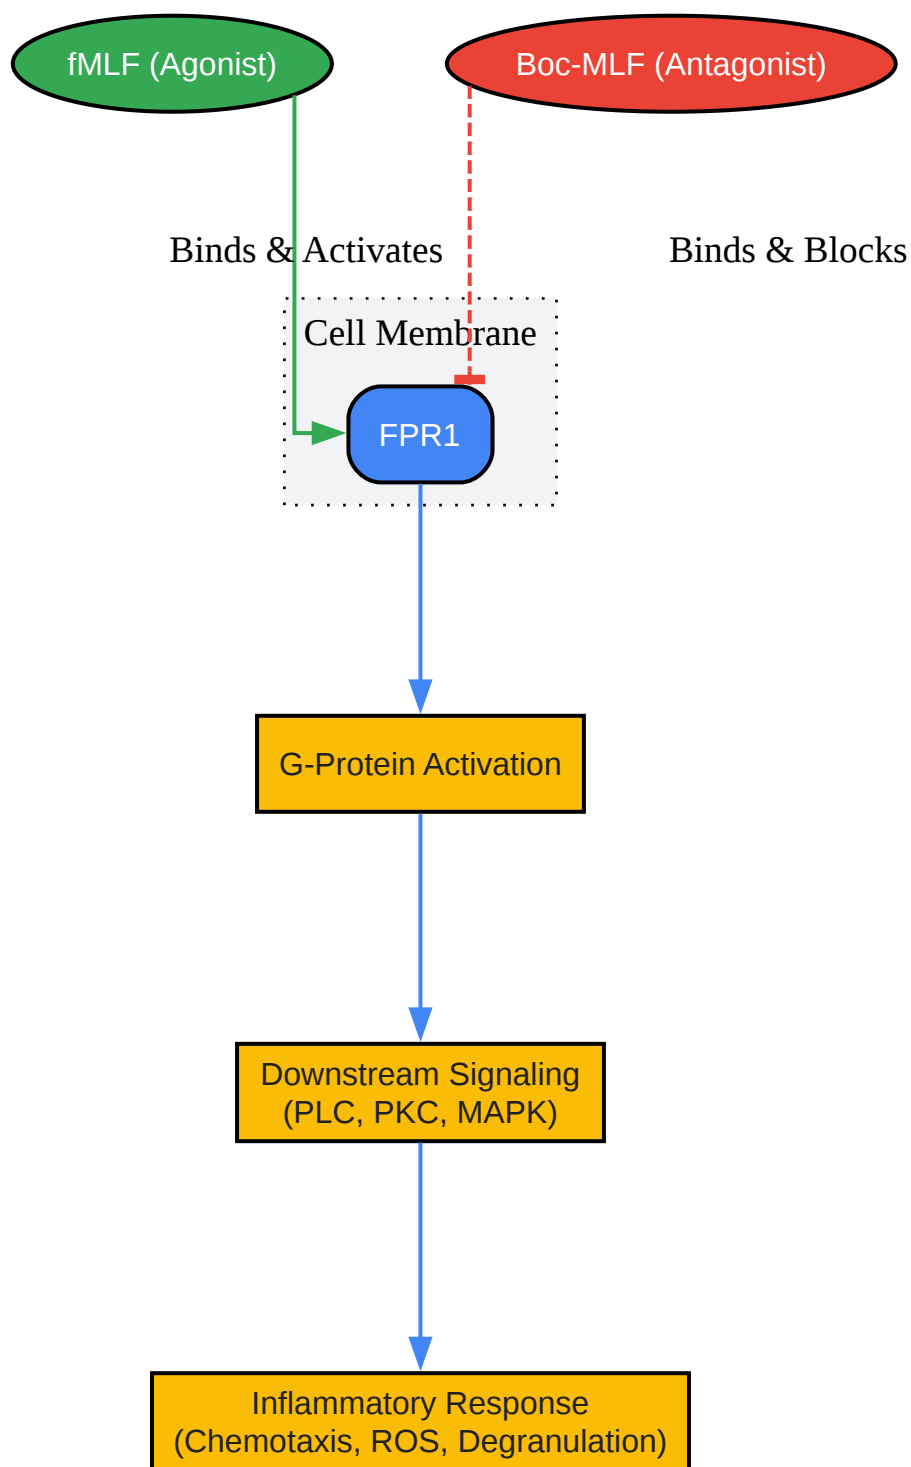 fMLF (Agonist)
Boc-MLF (Antagonist)
Binds & Activates
Binds & Blocks
Cell Membrane
FPR1
G-Protein Activation
Downstream Signaling
(PLC, PKC, MAPK)
Inflammatory Response
(Chemotaxis, ROS, Degranulation)